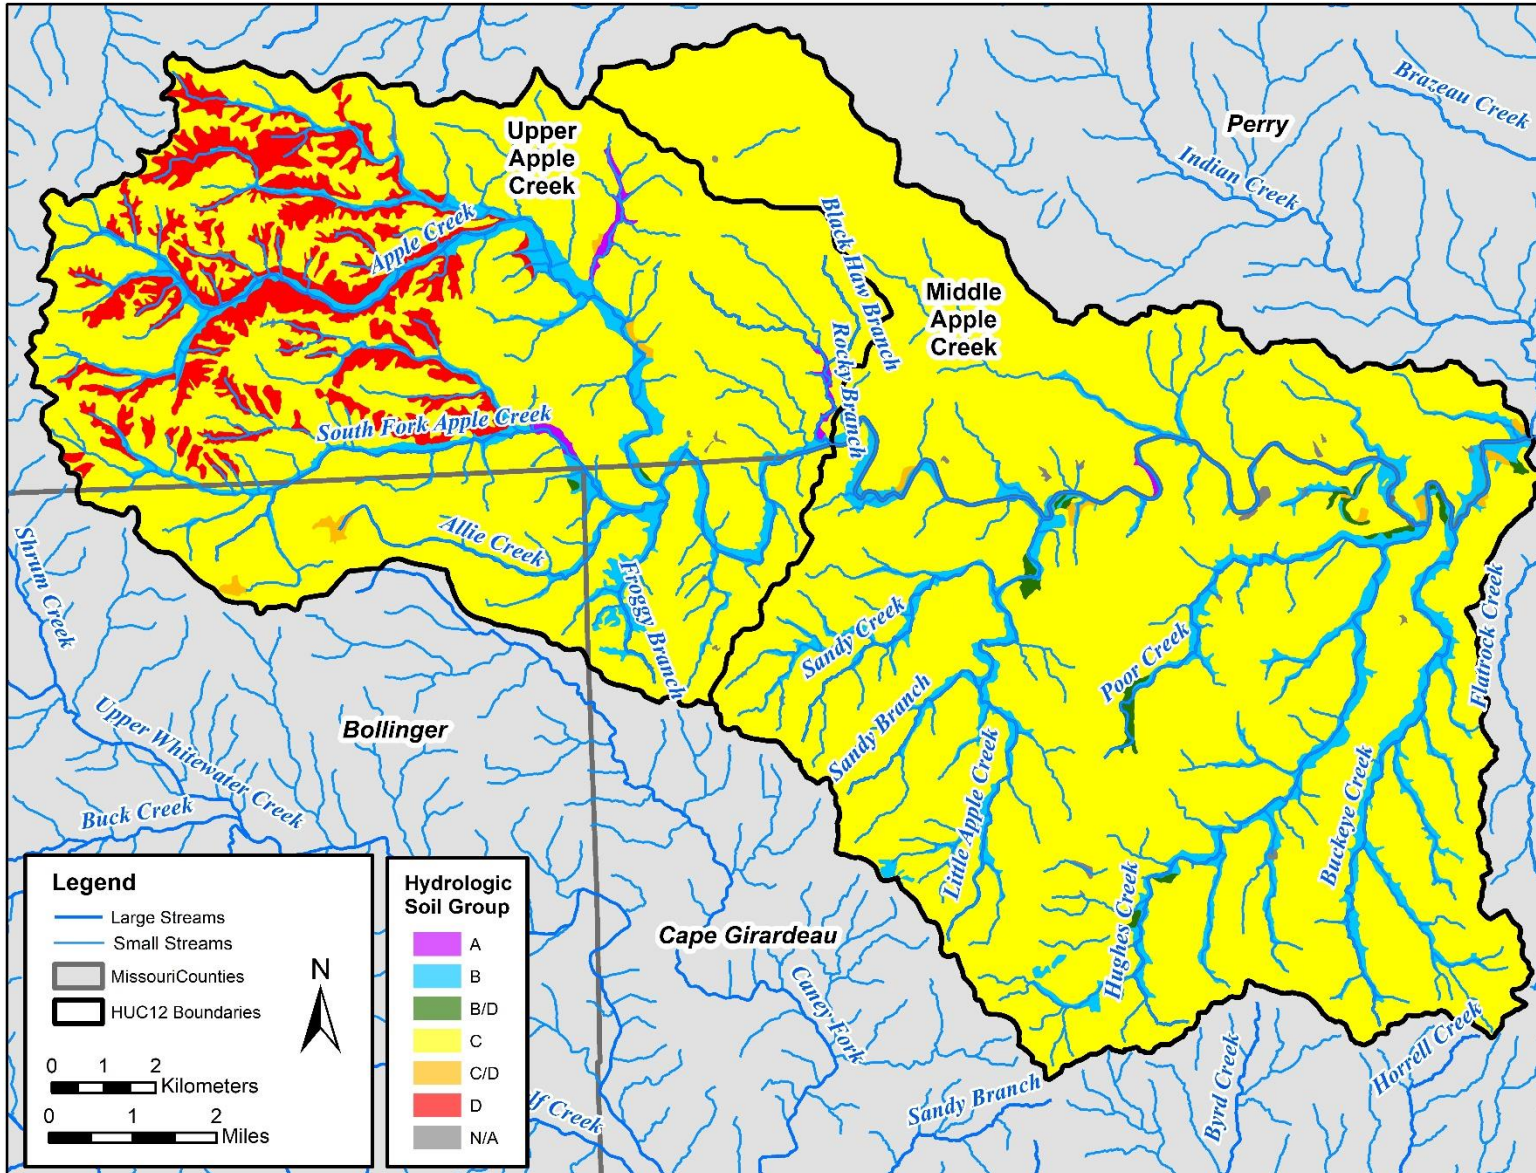 Brazeau Creek
Perry
Indian Creek
Upper
Apple
Creek
Apple Creek
Black Haw Branch
Middle
Apple
Creek
Rocky Branch
South Fork Apple Creek
Allie Creek
Shrum Creek
Froggy Branch
Sandy Creek
Poor Creek
Flatrock Creek
Sandy Branch
Bollinger
Upper Whitewater Creek
Buck Creek
Little Apple Creek
Buckeye Creek
Hughes Creek
Cape Girardeau
Caney Fork
Horrell Creek
Byrd Creek
Sandy Branch
lf Creek
Legend
Large Streams
Small Streams
MissouriCounties
HUC12 Boundaries
N
0 1 2
Kilometers
0 1 2
Miles
Hydrologic
Soil Group
A
B
B/D
C
C/D
D
N/A